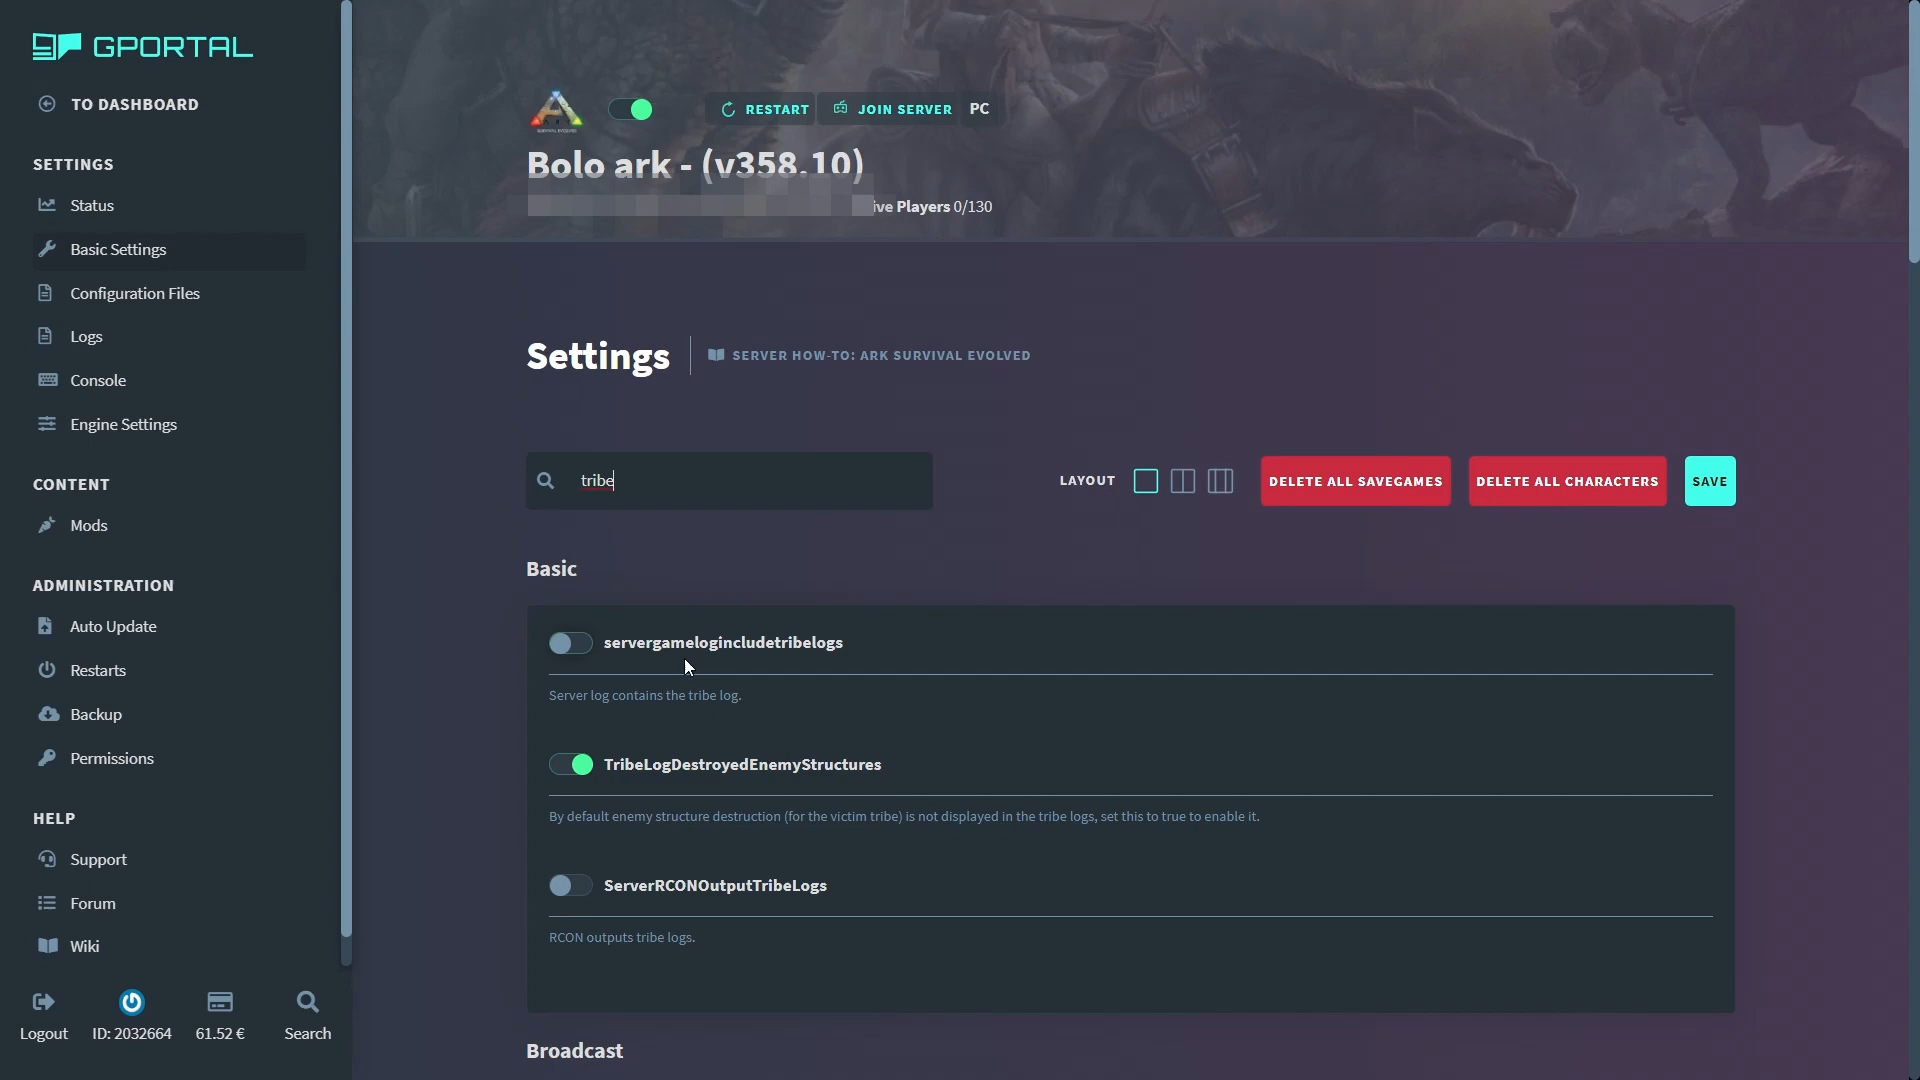 GPORTAL
TO DASHBOARD
SETTINGS
Status
Basic Settings
Configuration Files
Logs
Console
Engine Settings
CONTENT
Mods
ADMINISTRATION
Auto Update
Restarts
Backup
Permissions
HELP
Support
Forum
Wiki
Logout
ID: 2032664
61.52 €
Search
RESTART
JOIN SERVER
PC
Bolo ark - (v358.10)
ive Players 0/130
Settings
SERVER HOW-TO: ARK SURVIVAL EVOLVED
tribe
LAYOUT
DELETE ALL SAVEGAMES
DELETE ALL CHARACTERS
SAVE
Basic
servergamelogincludetribelogs
Server log contains the tribe log.
TribeLogDestroyedEnemyStructures
By default enemy structure destruction (for the victim tribe) is not displayed in the tribe logs, set this to true to enable it.
ServerRCONOutputTribeLogs
RCON outputs tribe logs.
Broadcast